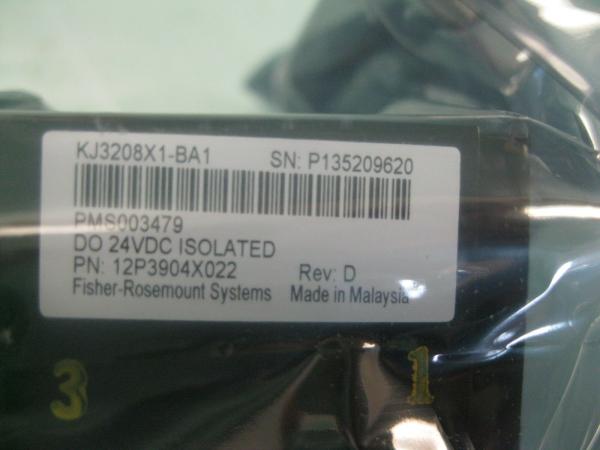 KJ3208X1-BA1 SN: P135209620
PMS003479
DO 24VDC ISOLATED
PN: 12P3904X022 Rev: D
Fisher-Rosemount Systems Made in Malaysia
3 1